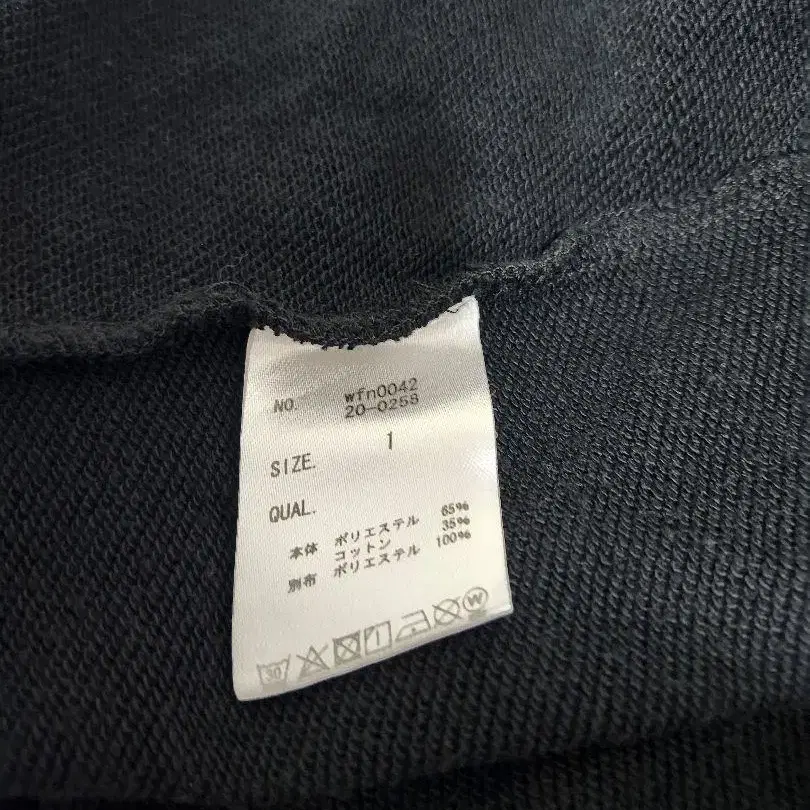 NO. wfn0042
20-0258
SIZE. 1
QUAL.
本体 ポリエステル 65%
コットン 35%
別布 ポリエステル 100%
30 W